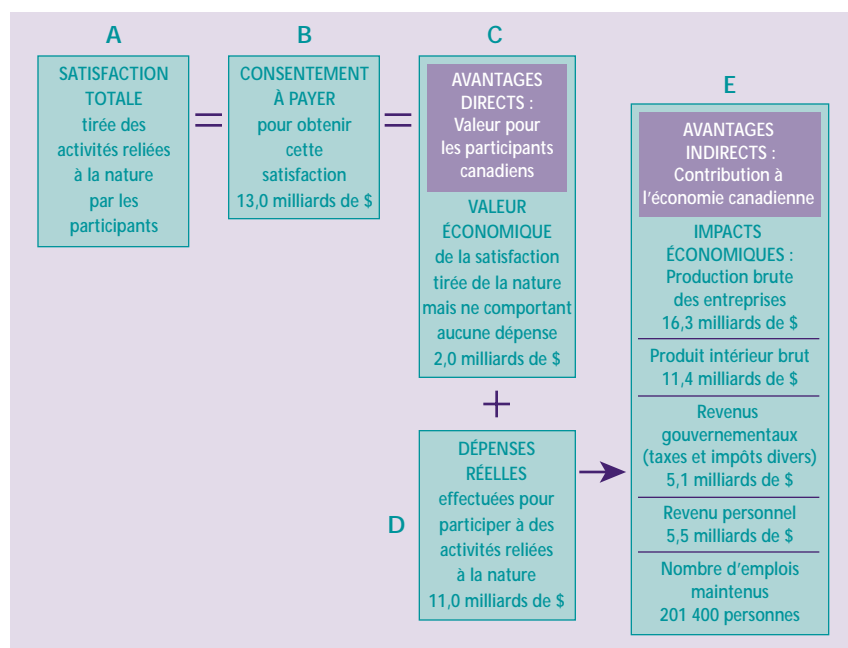 A
SATISFACTION
TOTALE
tirée des
activités reliées
à la nature
par les
participants
=
B
CONSENTEMENT
À PAYER
pour obtenir
cette
satisfaction
13,0 milliards de $
=
C
AVANTAGES
DIRECTS :
Valeur pour
les participants
canadiens
VALEUR
ÉCONOMIQUE
de la satisfaction
tirée de la nature
mais ne comportant
aucune dépense
2,0 milliards de $
+
D
DÉPENSES
RÉELLES
effectuées pour
participer à des
activités reliées
à la nature
11,0 milliards de $
E
AVANTAGES
INDIRECTS :
Contribution à
l'économie canadienne
IMPACTS
ÉCONOMIQUES :
Production brute
des entreprises
16,3 milliards de $
Produit intérieur brut
11,4 milliards de $
Revenus
gouvernementaux
(taxes et impôts divers)
5,1 milliards de $
Revenu personnel
5,5 milliards de $
Nombre d'emplois
maintenus
201 400 personnes